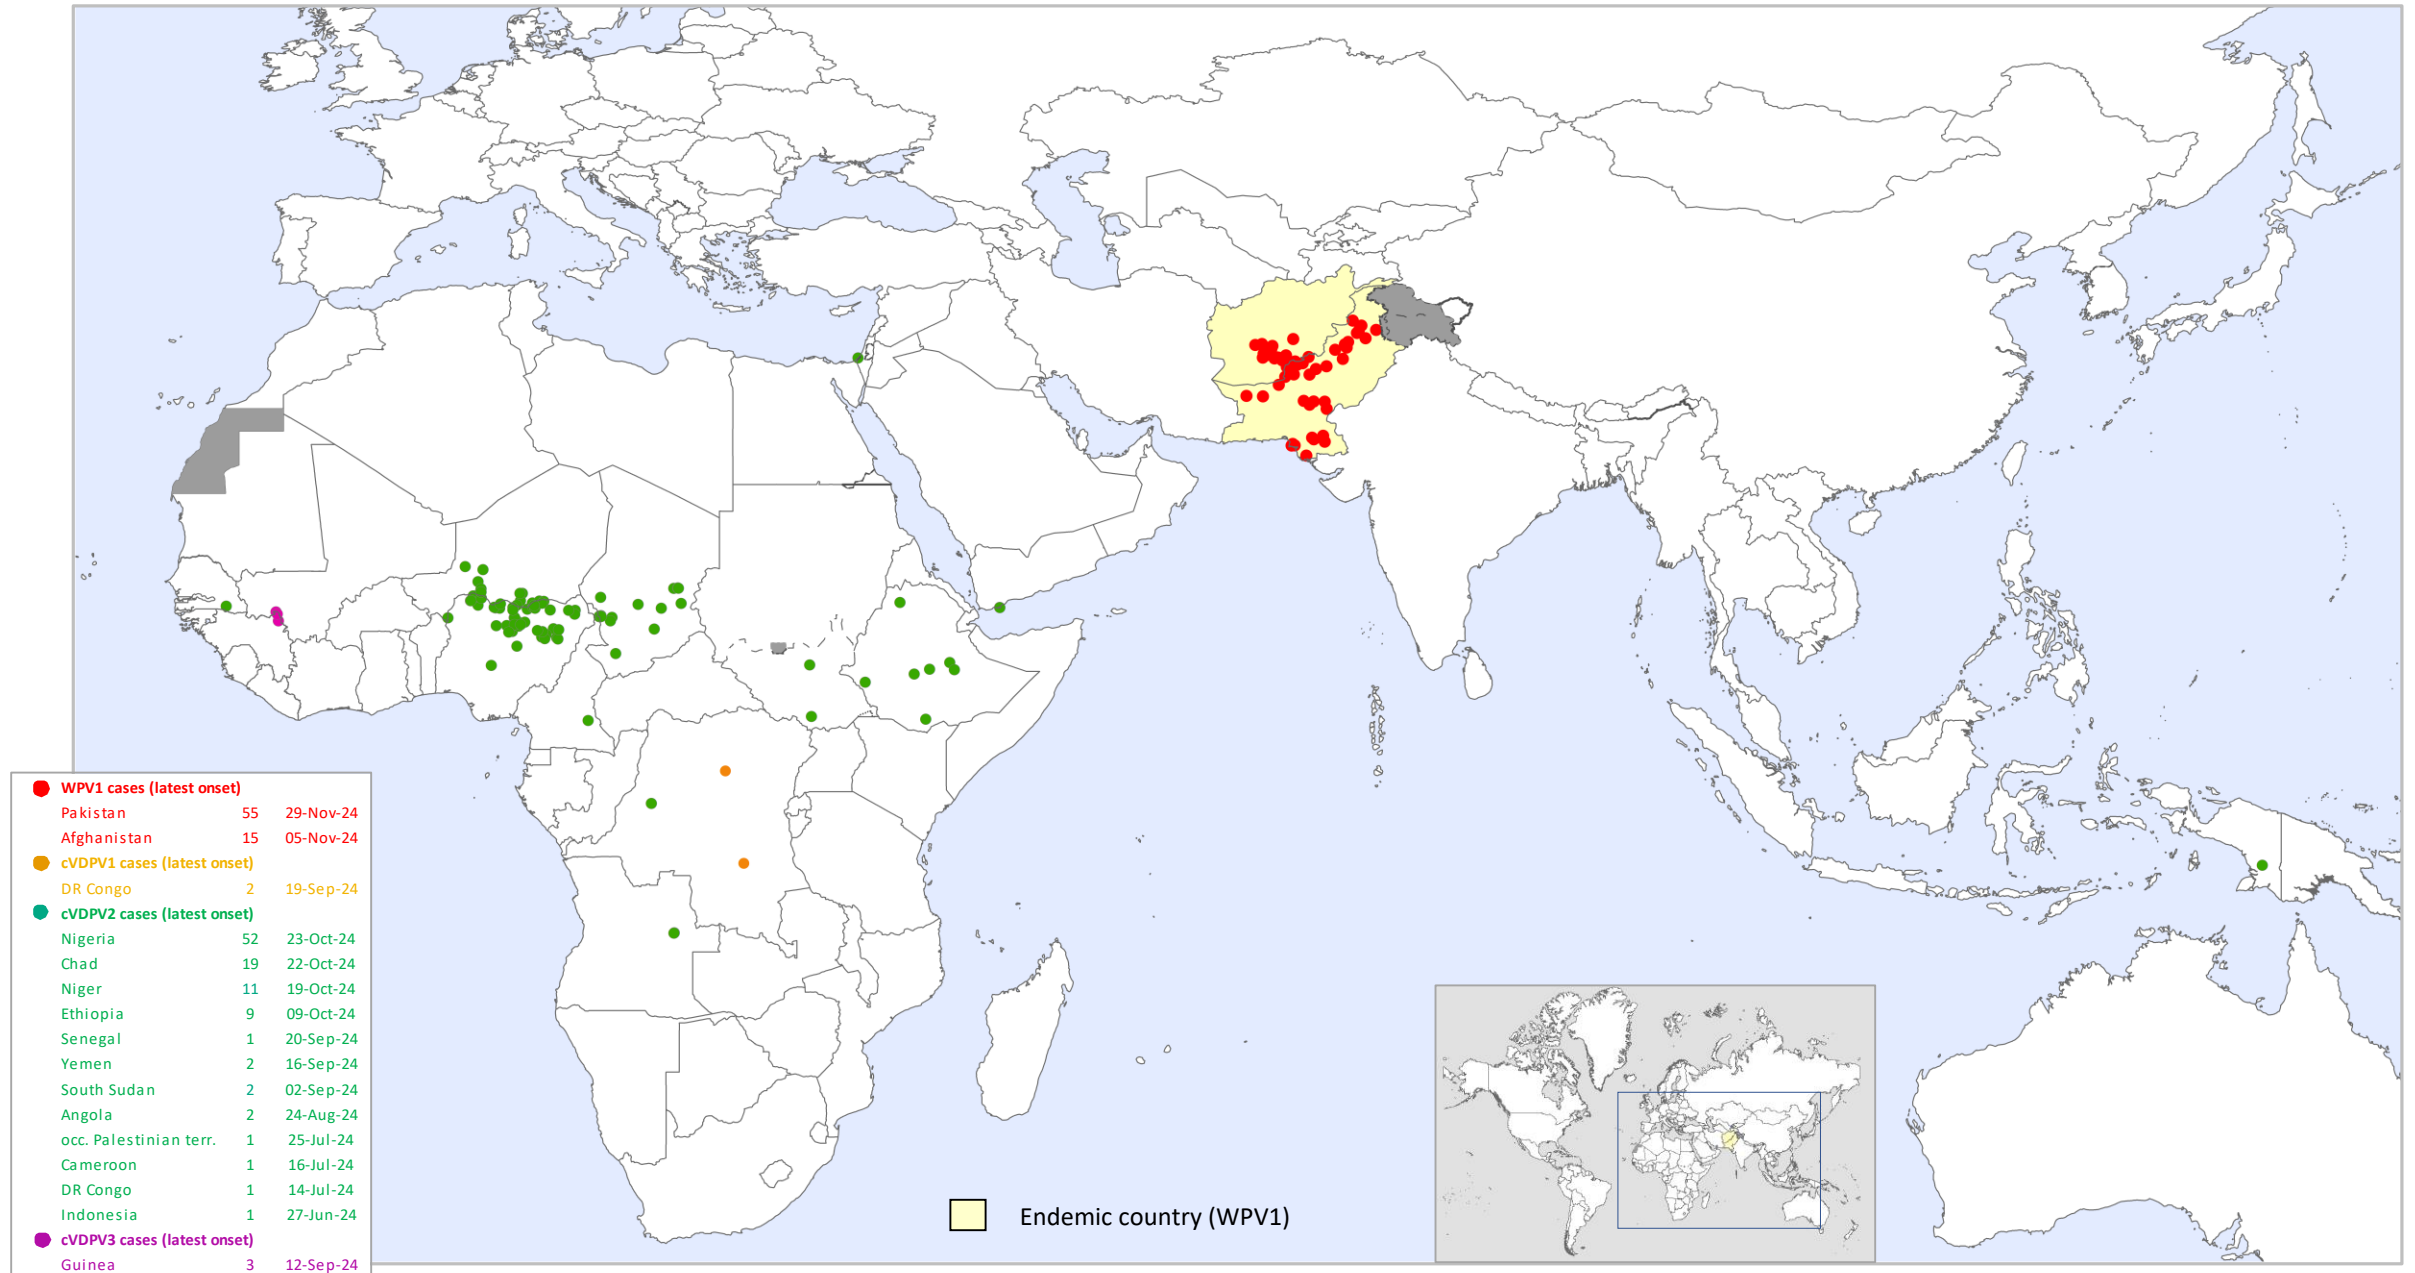 WPV1 cases (latest onset)
Pakistan 55 29-Nov-24
Afghanistan 15 05-Nov-24
cVDPV1 cases (latest onset)
DR Congo 2 19-Sep-24
cVDPV2 cases (latest onset)
Nigeria 52 23-Oct-24
Chad 19 22-Oct-24
Niger 11 19-Oct-24
Ethiopia 9 09-Oct-24
Senegal 1 20-Sep-24
Yemen 2 16-Sep-24
South Sudan 2 02-Sep-24
Angola 2 24-Aug-24
occ. Palestinian terr. 1 25-Jul-24
Cameroon 1 16-Jul-24
DR Congo 1 14-Jul-24
Indonesia 1 27-Jun-24
cVDPV3 cases (latest onset)
Guinea 3 12-Sep-24
Endemic country (WPV1)